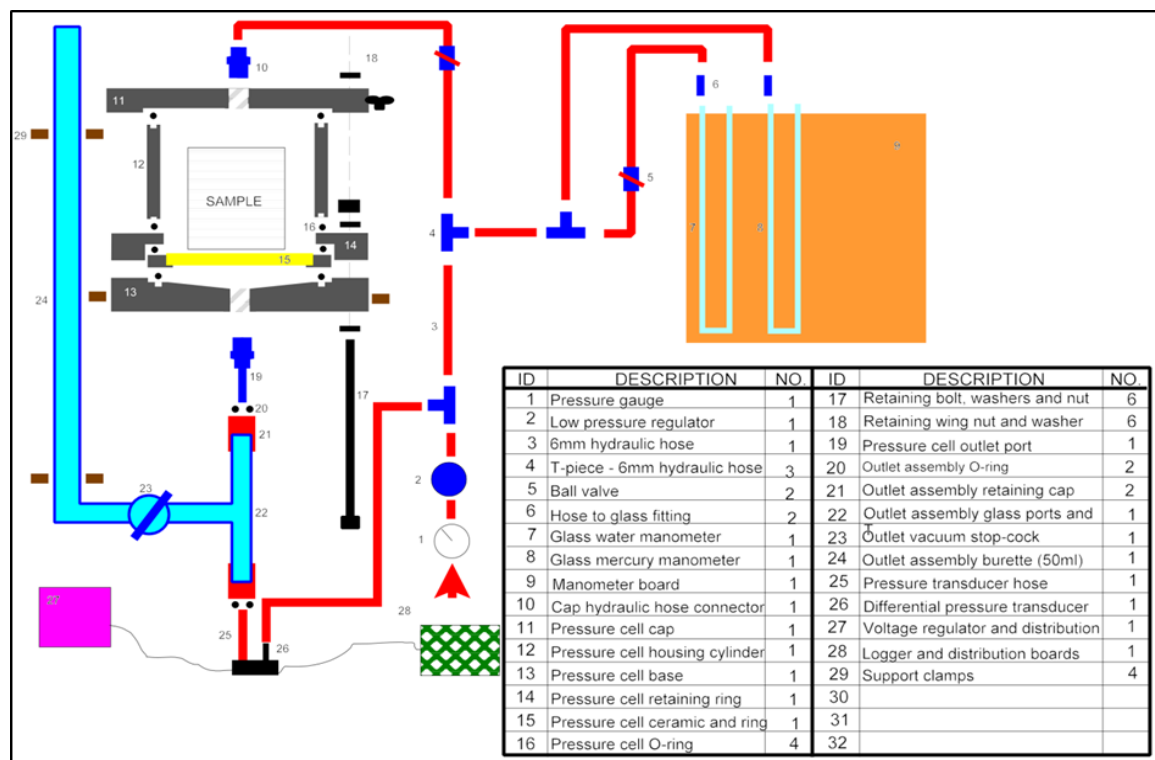 18
10
11
29
12
SAMPLE
16
14
15
13
4
5
6
7
8
9
24
3
19
17
20
21
2
23
22
1
27
25
26
28
ID DESCRIPTION NO. ID DESCRIPTION NO.
1 Pressure gauge 1 17 Retaining bolt, washers and nut 6
2 Low pressure regulator 1 18 Retaining wing nut and washer 6
3 6mm hydraulic hose 1 19 Pressure cell outlet port 1
4 T-piece - 6mm hydraulic hose 3 20 Outlet assembly O-ring 2
5 Ball valve 2 21 Outlet assembly retaining cap 2
6 Hose to glass fitting 2 22 Outlet assembly glass ports and 1
7 Glass water manometer 1 23 Outlet vacuum stop-cock 1
8 Glass mercury manometer 1 24 Outlet assembly burette (50ml) 1
9 Manometer board 1 25 Pressure transducer hose 1
10 Cap hydraulic hose connector 1 26 Differential pressure transducer 1
11 Pressure cell cap 1 27 Voltage regulator and distribution 1
12 Pressure cell housing cylinder 1 28 Logger and distribution boards 1
13 Pressure cell base 1 29 Support clamps 4
14 Pressure cell retaining ring 1 30
15 Pressure cell ceramic and ring 1 31
16 Pressure cell O-ring 4 32